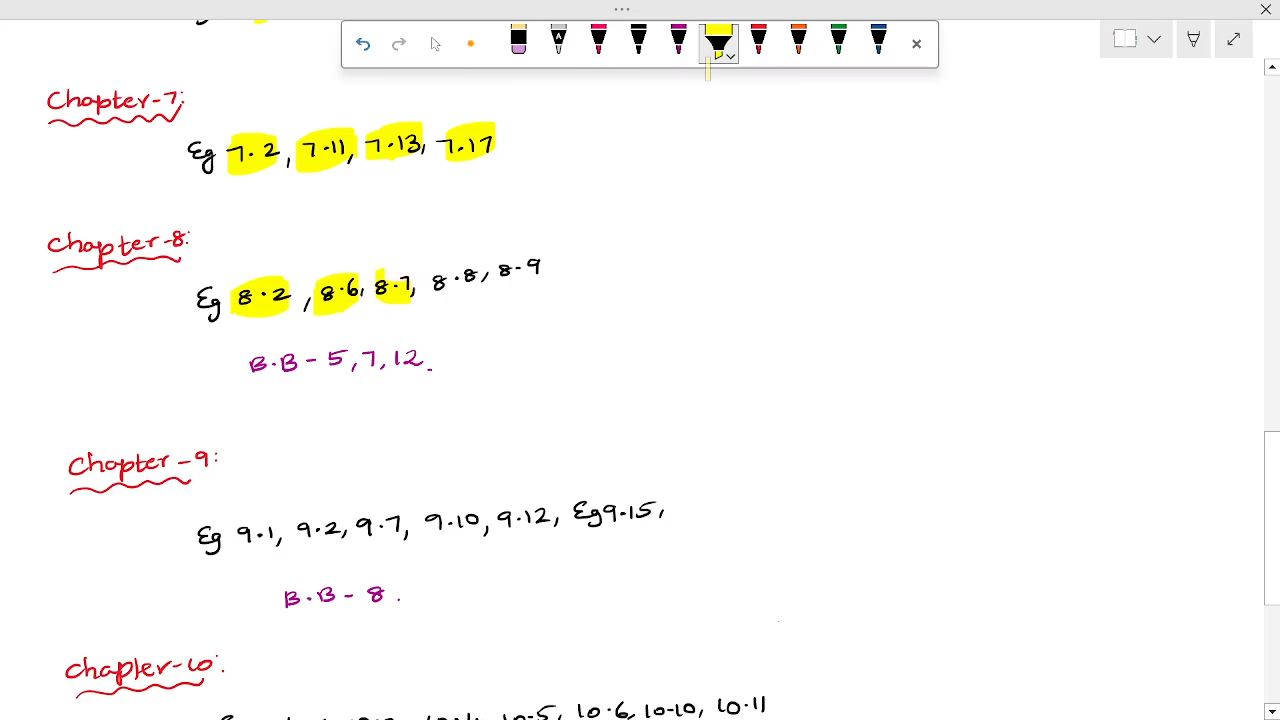 Chapter-7:
Eg 7.2, 7.11, 7.13, 7.17
Chapter-8:
Eg 8.2, 8.6, 8.7, 8.8, 8.9
B.B - 5, 7, 12.
Chapter-9:
Eg 9.1, 9.2, 9.7, 9.10, 9.12, Eg 9.15,
B.B - 8.
Chapter-10:
10.5, 10.6, 10.10, 10.11